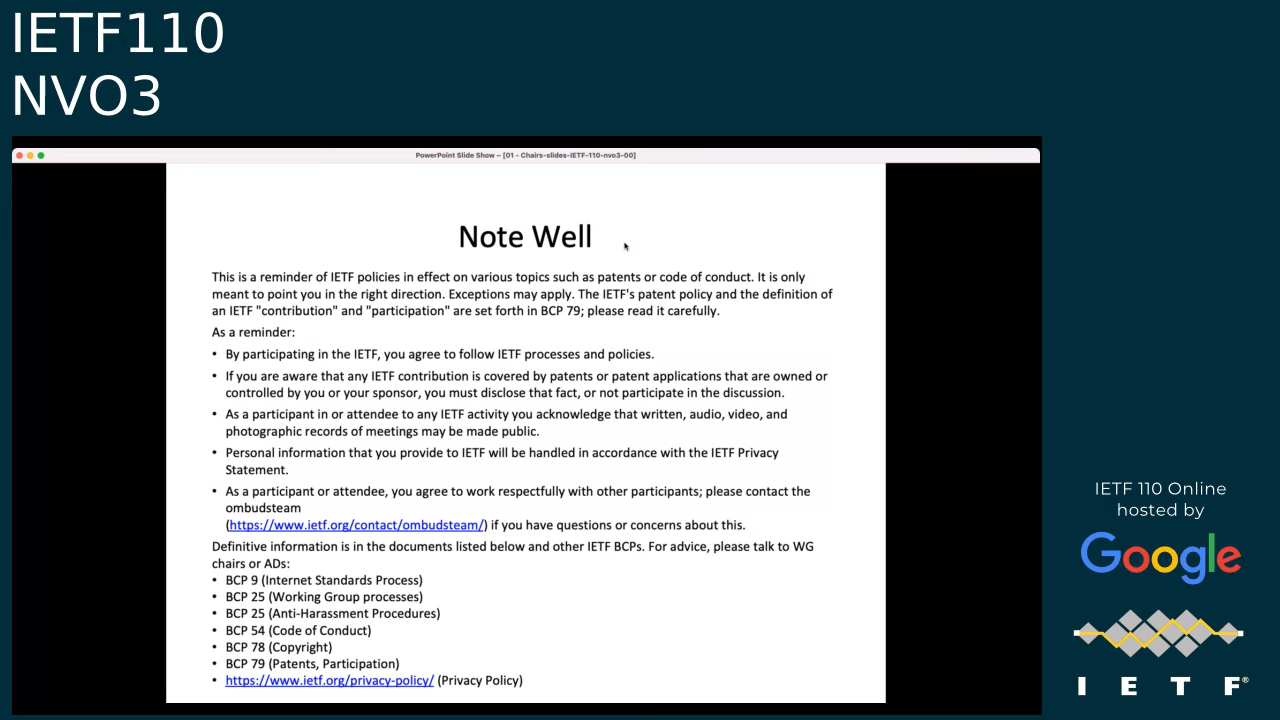 IETF110
NVO3
PowerPoint Slide Show – [01 - Chairs-slides-IETF-110-nvo3-00]
Note Well
This is a reminder of IETF policies in effect on various topics such as patents or code of conduct. It is only
meant to point you in the right direction. Exceptions may apply. The IETF's patent policy and the definition of
an IETF "contribution" and "participation" are set forth in BCP 79; please read it carefully.
As a reminder:
• By participating in the IETF, you agree to follow IETF processes and policies.
• If you are aware that any IETF contribution is covered by patents or patent applications that are owned or
controlled by you or your sponsor, you must disclose that fact, or not participate in the discussion.
• As a participant in or attendee to any IETF activity you acknowledge that written, audio, video, and
photographic records of meetings may be made public.
• Personal information that you provide to IETF will be handled in accordance with the IETF Privacy
Statement.
• As a participant or attendee, you agree to work respectfully with other participants; please contact the
ombudsteam
(https://www.ietf.org/contact/ombudsteam/) if you have questions or concerns about this.
Definitive information is in the documents listed below and other IETF BCPs. For advice, please talk to WG
chairs or ADs:
• BCP 9 (Internet Standards Process)
• BCP 25 (Working Group processes)
• BCP 25 (Anti-Harassment Procedures)
• BCP 54 (Code of Conduct)
• BCP 78 (Copyright)
• BCP 79 (Patents, Participation)
• https://www.ietf.org/privacy-policy/ (Privacy Policy)
IETF 110 Online
hosted by
Google
I E T F®